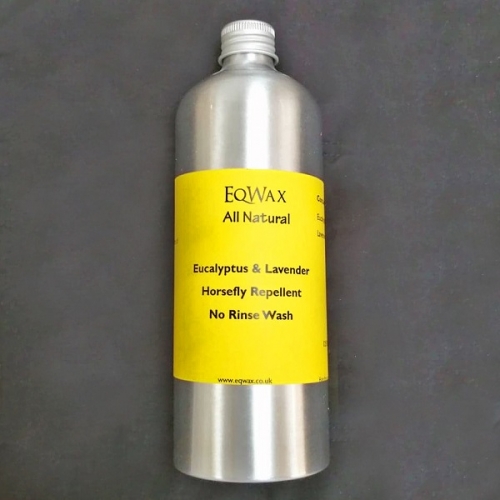 EQWAX
All Natural
Eucalyptus & Lavender
Horsefly Repellent
No Rinse Wash
www.eqwax.co.uk